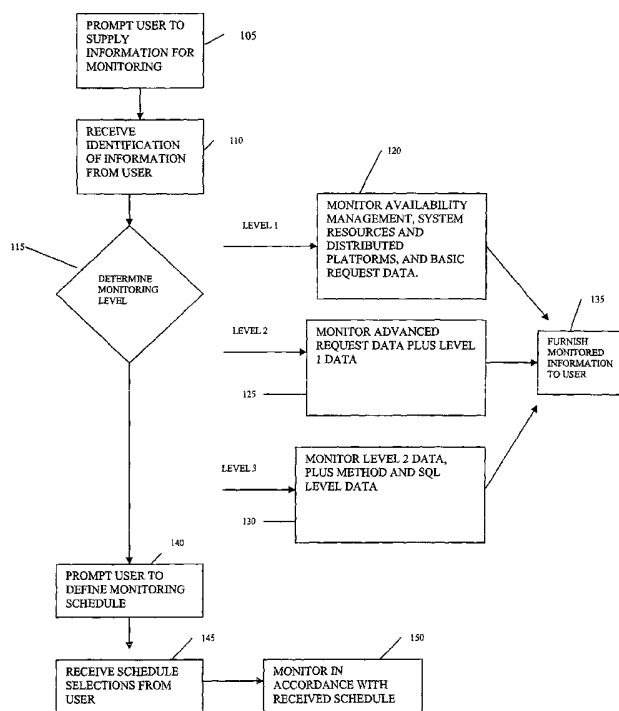 PROMPT USER TO
SUPPLY
INFORMATION FOR
MONITORING
105
RECEIVE
IDENTIFICATION
OF INFORMATION
FROM USER
110
115
DETERMINE
MONITORING
LEVEL
LEVEL 1
120
MONITOR AVAILABILITY
MANAGEMENT, SYSTEM
RESOURCES AND
DISTRIBUTED
PLATFORMS, AND BASIC
REQUEST DATA.
LEVEL 2
MONITOR ADVANCED
REQUEST DATA PLUS LEVEL
1 DATA
125
135
FURNISH
MONITORED
INFORMATION
TO USER
LEVEL 3
MONITOR LEVEL 2 DATA,
PLUS METHOD AND SQL
LEVEL DATA
130
140
PROMPT USER TO
DEFINE MONITORING
SCHEDULE
145
RECEIVE SCHEDULE
SELECTIONS FROM
USER
150
MONITOR IN
ACCORDANCE WITH
RECEIVED SCHEDULE